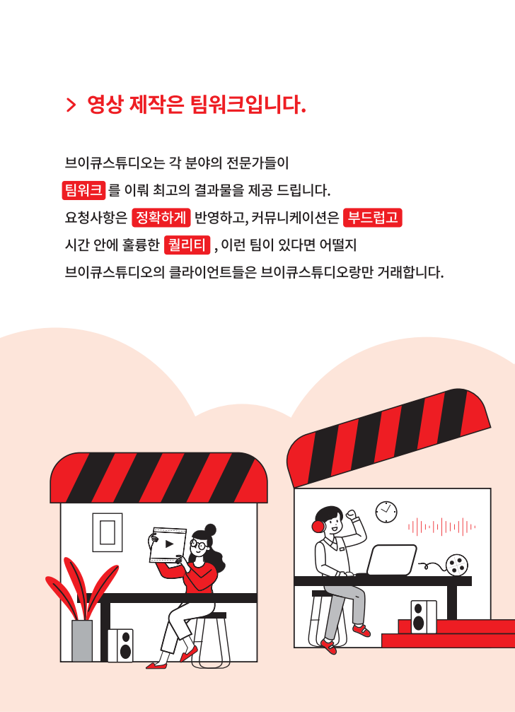 > 영상 제작은 팀워크입니다.
브이큐스튜디오는 각 분야의 전문가들이
팀워크 를 이뤄 최고의 결과물을 제공 드립니다.
요청사항은 정확하게 반영하고, 커뮤니케이션은 부드럽고
시간 안에 훌륭한 퀄리티 , 이런 팀이 있다면 어떨지
브이큐스튜디오의 클라이언트들은 브이큐스튜디오랑만 거래합니다.